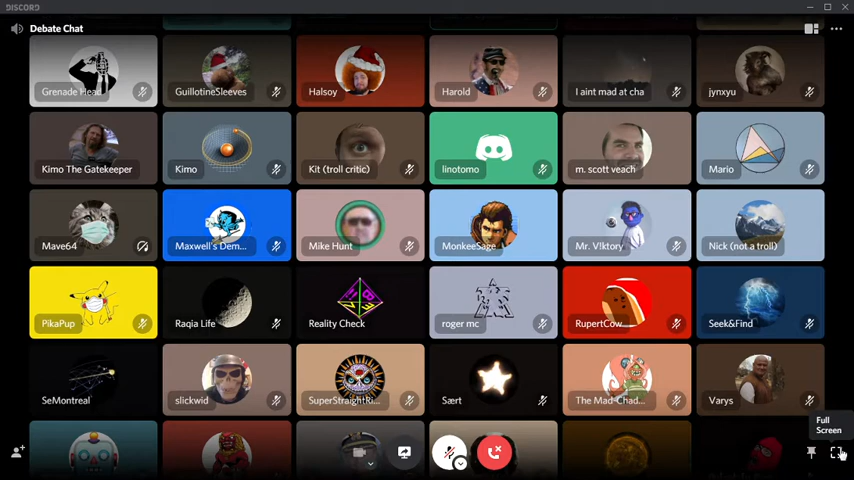 DISCORD
Debate Chat
Grenade Head
GuillotineSleeves
Halsoy
Harold
I aint mad at cha
jynxyu
Kimo The Gatekeeper
Kimo
Kit (troll critic)
linotomo
m. scott veach
Mario
Mave64
Maxwell's Dem...
Mike Hunt
MonkeeSage
Mr. V!ktory
Nick (not a troll)
PikaPup
Raqia Life
Reality Check
roger mc
RupertCow
Seek&Find
SeMontreal
slickwid
SuperStraightRi...
Sært
The Mad-Chad...
Varys
Full
Screen